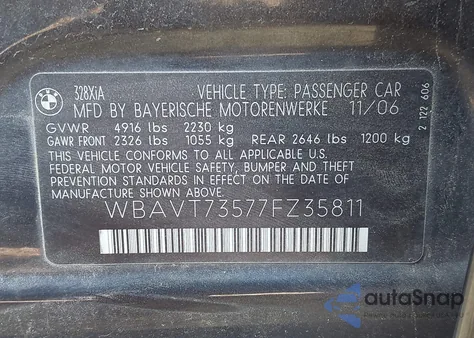 BMW
328XiA
VEHICLE TYPE: PASSENGER CAR
MFD BY BAYERISCHE MOTORENWERKE 11/06
GVWR 4916 lbs 2230 kg
GAWR FRONT 2326 lbs 1055 kg REAR 2646 lbs 1200 kg
THIS VEHICLE CONFORMS TO ALL APPLICABLE U.S.
FEDERAL MOTOR VEHICLE SAFETY, BUMPER AND THEFT
PREVENTION STANDARDS IN EFFECT ON THE DATE OF
MANUFACTURE SHOWN ABOVE.
WBAVT73577FZ35811
2 122 606
autoSnap